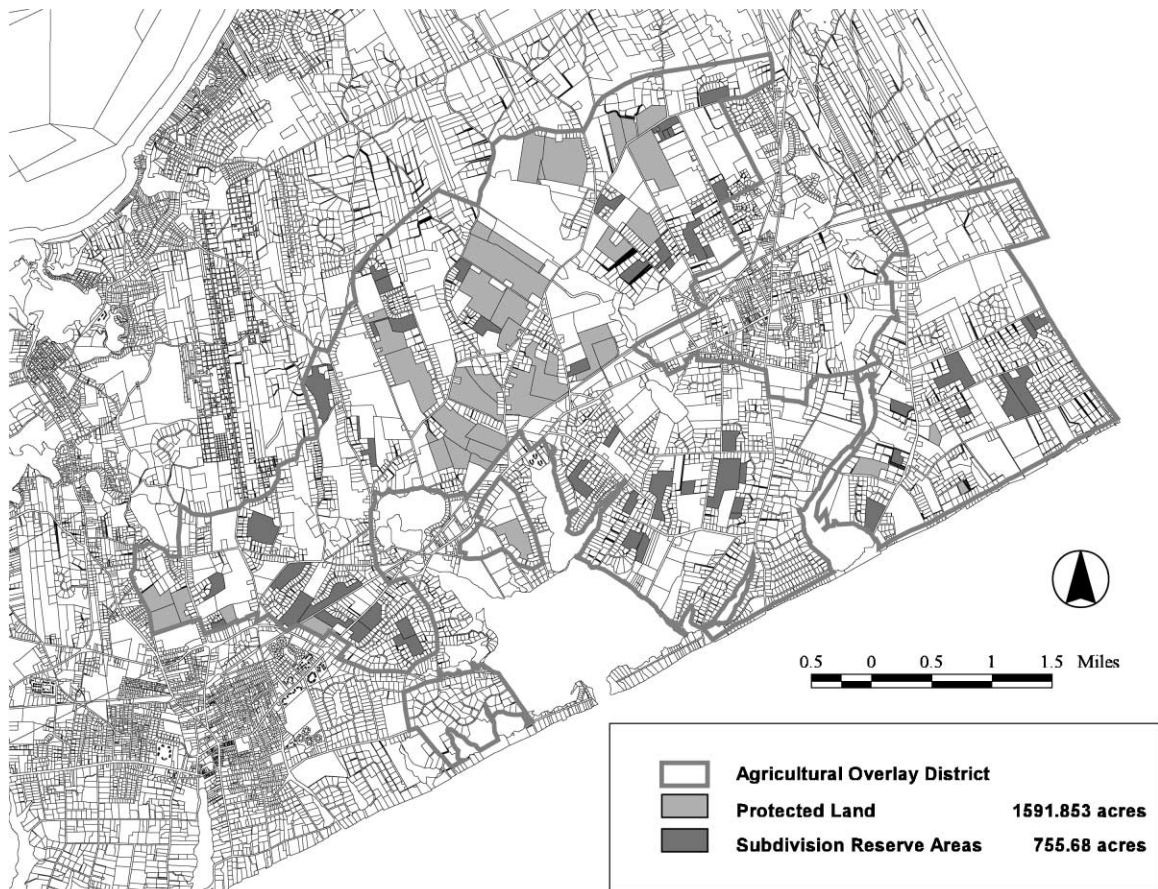 0.5 0 0.5 1 1.5 Miles
Agricultural Overlay District
Protected Land 1591.853 acres
Subdivision Reserve Areas 755.68 acres